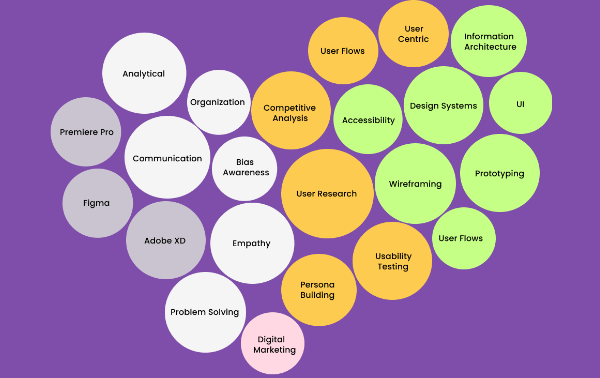 User
Centric
Information
Architecture
User Flows
Analytical
Organization
Competitive
Analysis
Design Systems
UI
Accessibility
Premiere Pro
Communication
Bias
Awareness
Prototyping
Wireframing
User Research
Figma
Adobe XD
Empathy
User Flows
Usability
Testing
Persona
Building
Problem Solving
Digital
Marketing